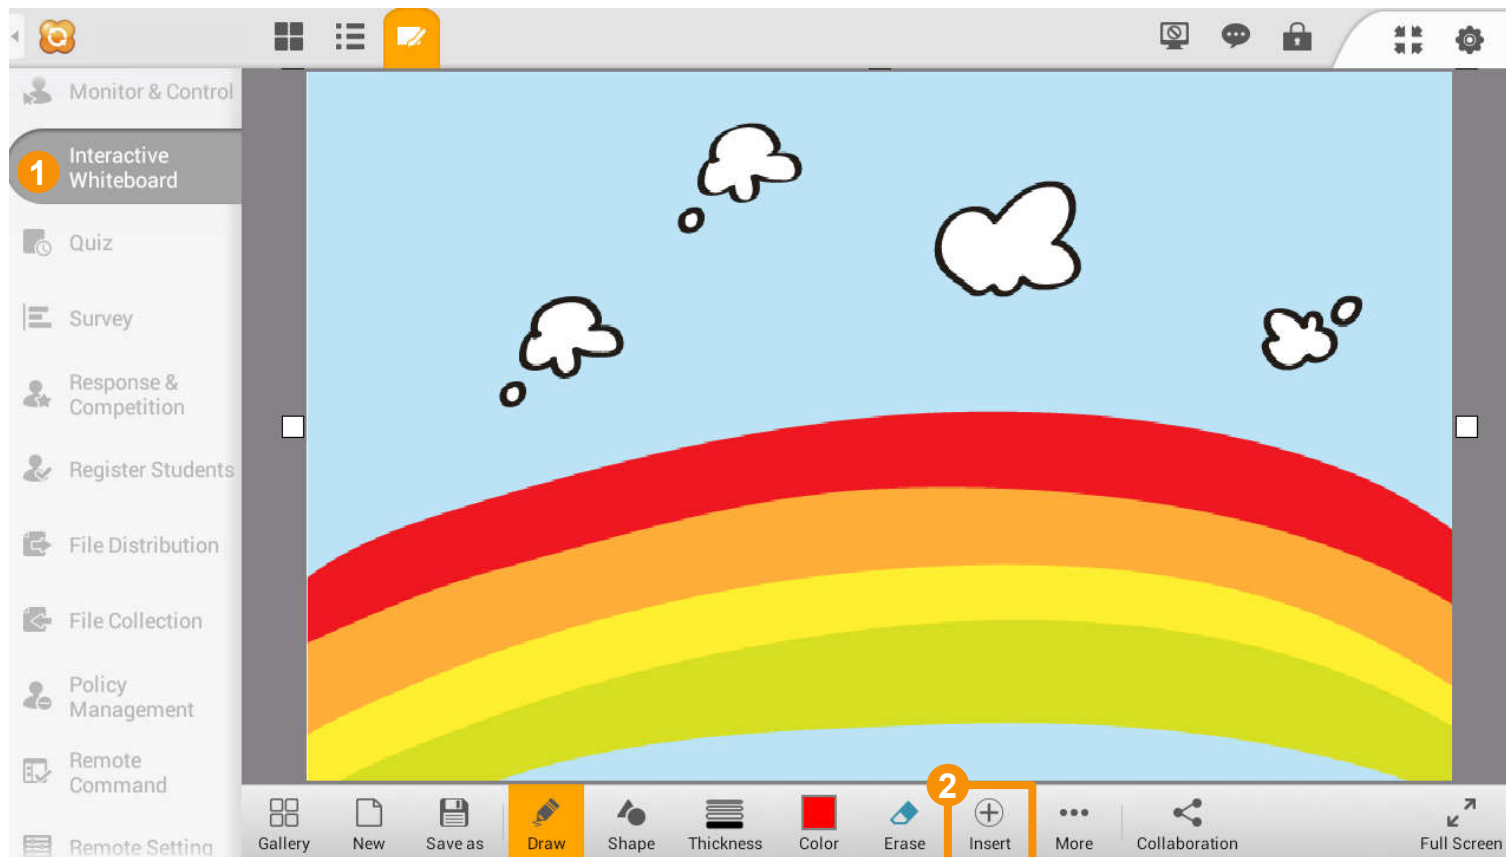 Monitor & Control
1
Interactive
Whiteboard
Quiz
Survey
Response &
Competition
Register Students
File Distribution
File Collection
Policy
Management
Remote
Command
Remote Setting
2
Gallery
New
Save as
Draw
Shape
Thickness
Color
Erase
Insert
More
Collaboration
Full Screen